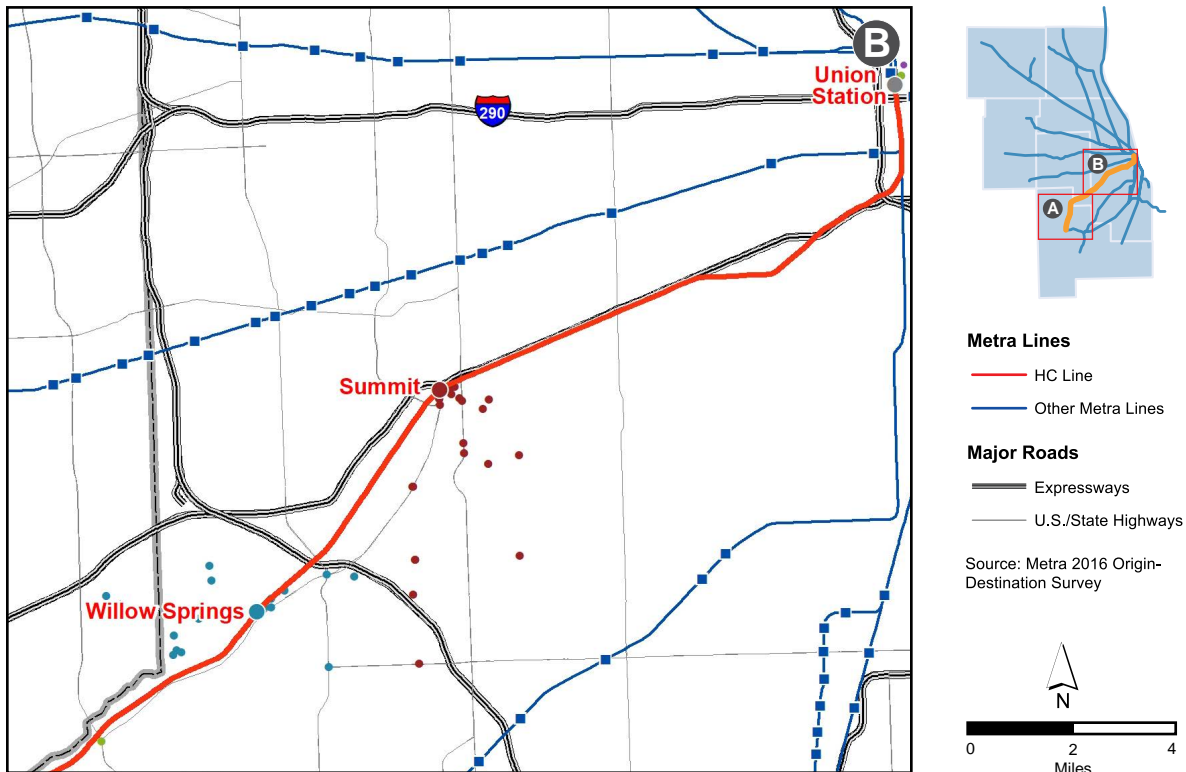 B
Union
Station
290
Summit
Willow Springs
B
A
Metra Lines
HC Line
Other Metra Lines
Major Roads
Expressways
U.S./State Highways
Source: Metra 2016 Origin-
Destination Survey
N
0 2 4
Miles